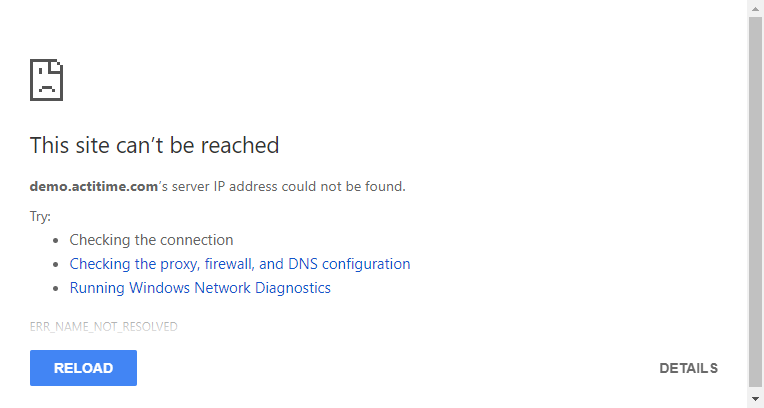 This site can’t be reached
demo.actitime.com’s server IP address could not be found.
Try:
Checking the connection
Checking the proxy, firewall, and DNS configuration
Running Windows Network Diagnostics
ERR_NAME_NOT_RESOLVED
RELOAD
DETAILS